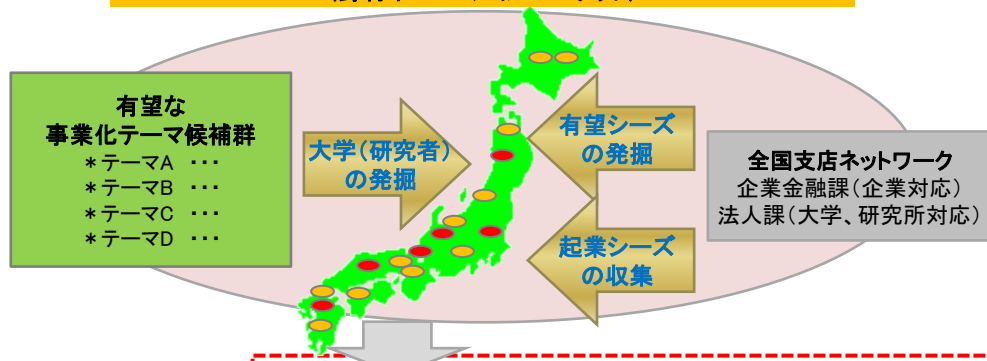 有望な
事業化テーマ候補群
*テーマA ・・・
*テーマB ・・・
*テーマC ・・・
*テーマD ・・・
大学(研究者)
の発掘
有望シーズ
の発掘
起業シーズ
の収集
全国支店ネットワーク
企業金融課(企業対応)
法人課(大学、研究所対応)